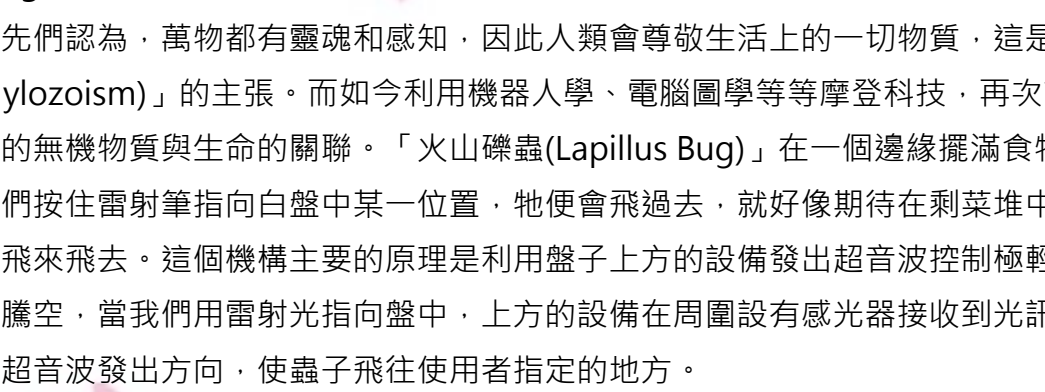 先們認為，萬物都有靈魂和感知，因此人類會尊敬生活上的一切物質，這是
ylozoism)」的主張。而如今利用機器人學、電腦圖學等等摩登科技，再次
的無機物質與生命的關聯。「火山礫蟲(Lapillus Bug)」在一個邊緣擺滿食物
們按住雷射筆指向白盤中某一位置，牠便會飛過去，就好像期待在剩菜堆中
飛來飛去。這個機構主要的原理是利用盤子上方的設備發出超音波控制極輕
騰空，當我們用雷射光指向盤中，上方的設備在周圍設有感光器接收到光訊
超音波發出方向，使蟲子飛往使用者指定的地方。